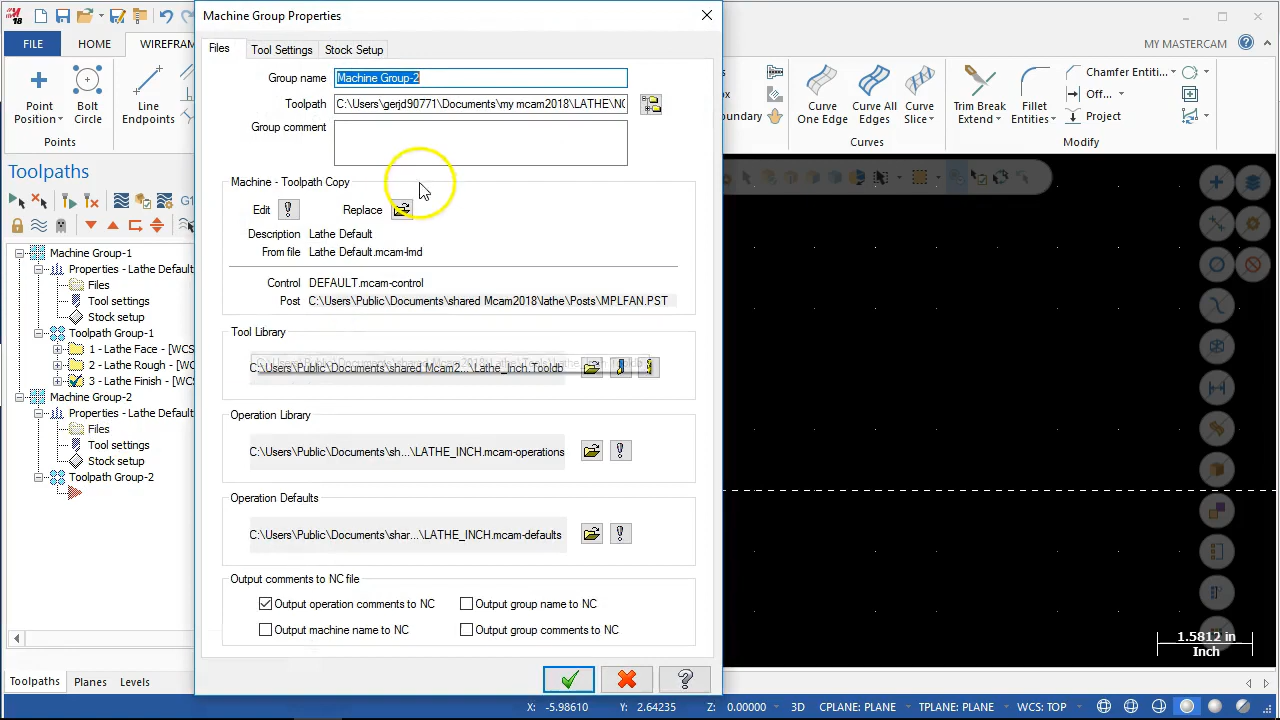 Machine Group Properties
FILE
HOME
WIREFRA
MY MASTERCAM
Point
Position
Bolt
Circle
Line
Endpoints
Points
Files
Tool Settings
Stock Setup
Group name
Machine Group-2
Toolpath
C:\Users\gerjd90771\Documents\my mcam2018\LATHE\NC
Group comment
Machine - Toolpath Copy
Edit
Replace
Description
Lathe Default
From file
Lathe Default.mcam-lmd
Control
DEFAULT.mcam-control
Post
C:\Users\Public\Documents\shared Mcam2018\lathe\Posts\MPLFAN.PST
Tool Library
C:\Users\Public\Documents\shared Mcam2...\Lathe_Inch.Tooldb
Operation Library
C:\Users\Public\Documents\sh...\LATHE_INCH.mcam-operations
Operation Defaults
C:\Users\Public\Documents\shar...\LATHE_INCH.mcam-defaults
Output comments to NC file
Output operation comments to NC
Output group name to NC
Output machine name to NC
Output group comments to NC
Curve
One Edge
Curve All
Edges
Curve
Slice
Curves
Trim Break
Extend
Fillet
Entities
Chamfer Entiti...
Off...
Project
Modify
boundary
Toolpaths
G1
Machine Group-1
Properties - Lathe Default
Files
Tool settings
Stock setup
Toolpath Group-1
1 - Lathe Face - [WCS
2 - Lathe Rough - [WC
3 - Lathe Finish - [WC
Machine Group-2
Properties - Lathe Default
Files
Tool settings
Stock setup
Toolpath Group-2
1.5812 in
Inch
Toolpaths
Planes
Levels
X: -5.98610
Y: 2.64235
Z: 0.00000
3D
CPLANE: PLANE
TPLANE: PLANE
WCS: TOP